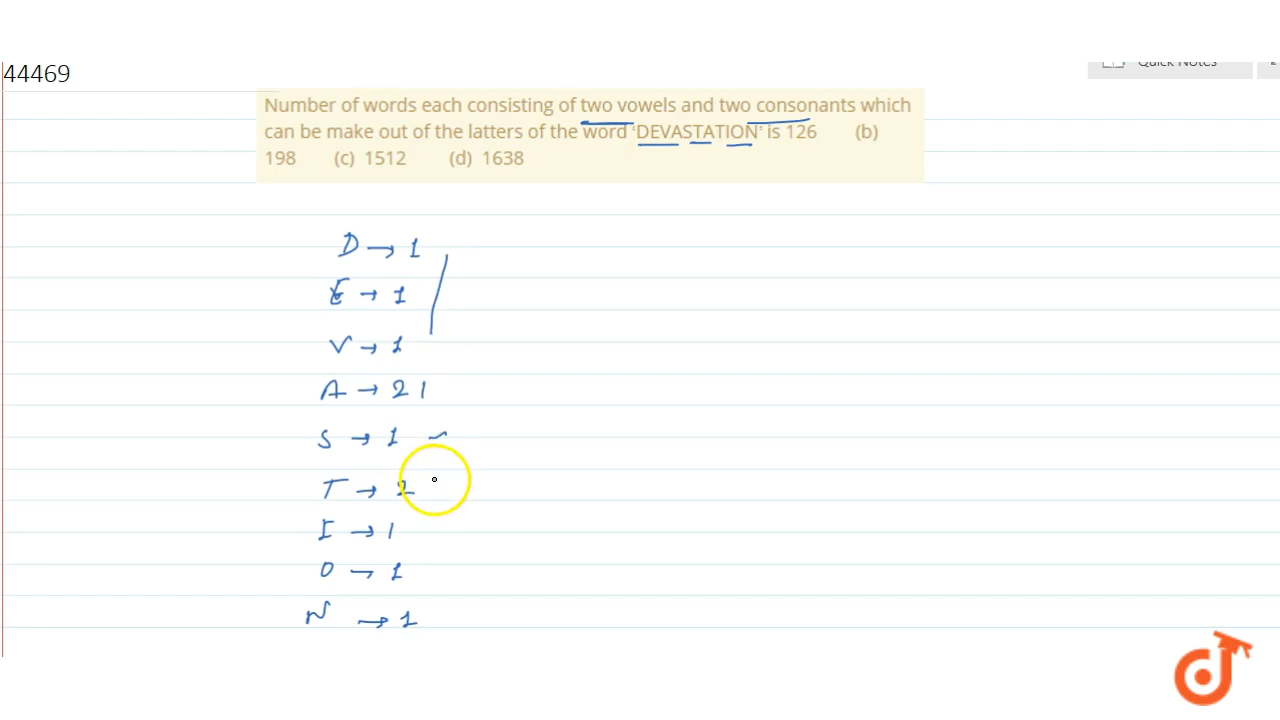 44469
Quick Notes
Number of words each consisting of two vowels and two consonants which
can be make out of the latters of the word 'DEVASTATION' is 126 (b)
198 (c) 1512 (d) 1638
D → 1
E → 1
V → 1
A → 2 |
S → 1
T → 2
I → 1
O → 1
N → 1